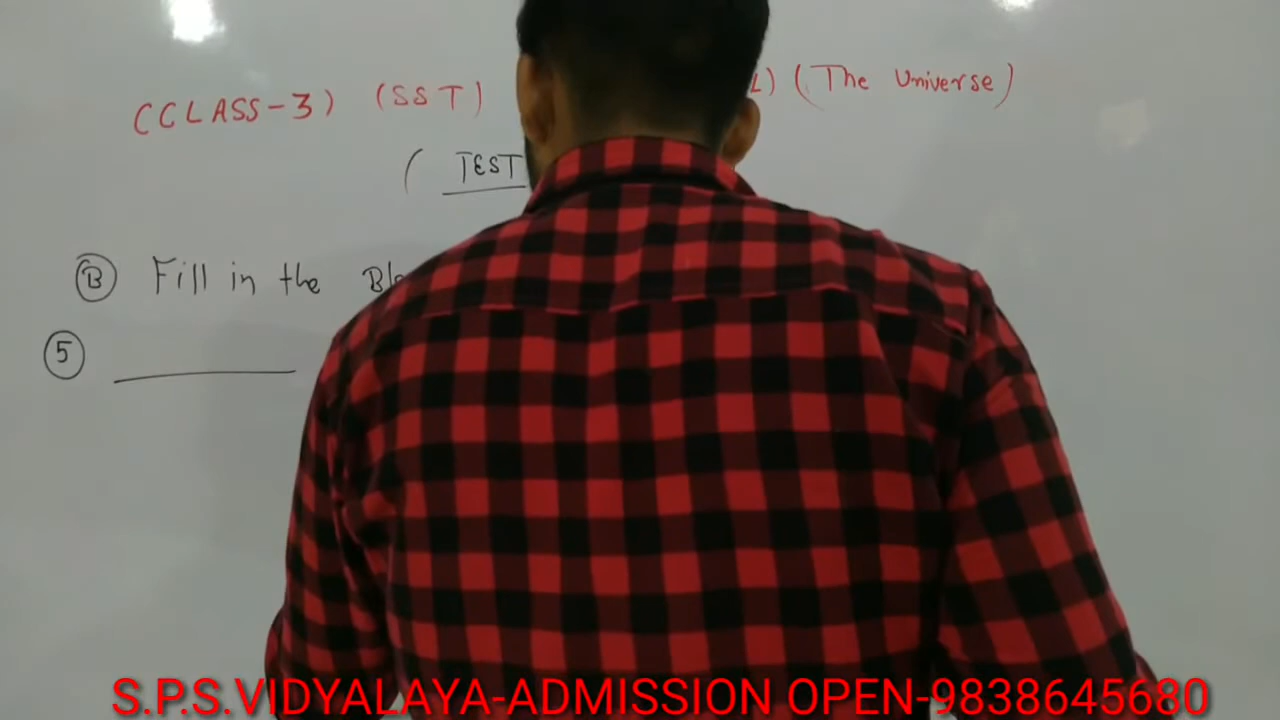 (CLASS-3) (SST) (The Universe)
( TEST
B Fill in the
5
S.P.S.VIDYALAYA-ADMISSION OPEN-9838645680